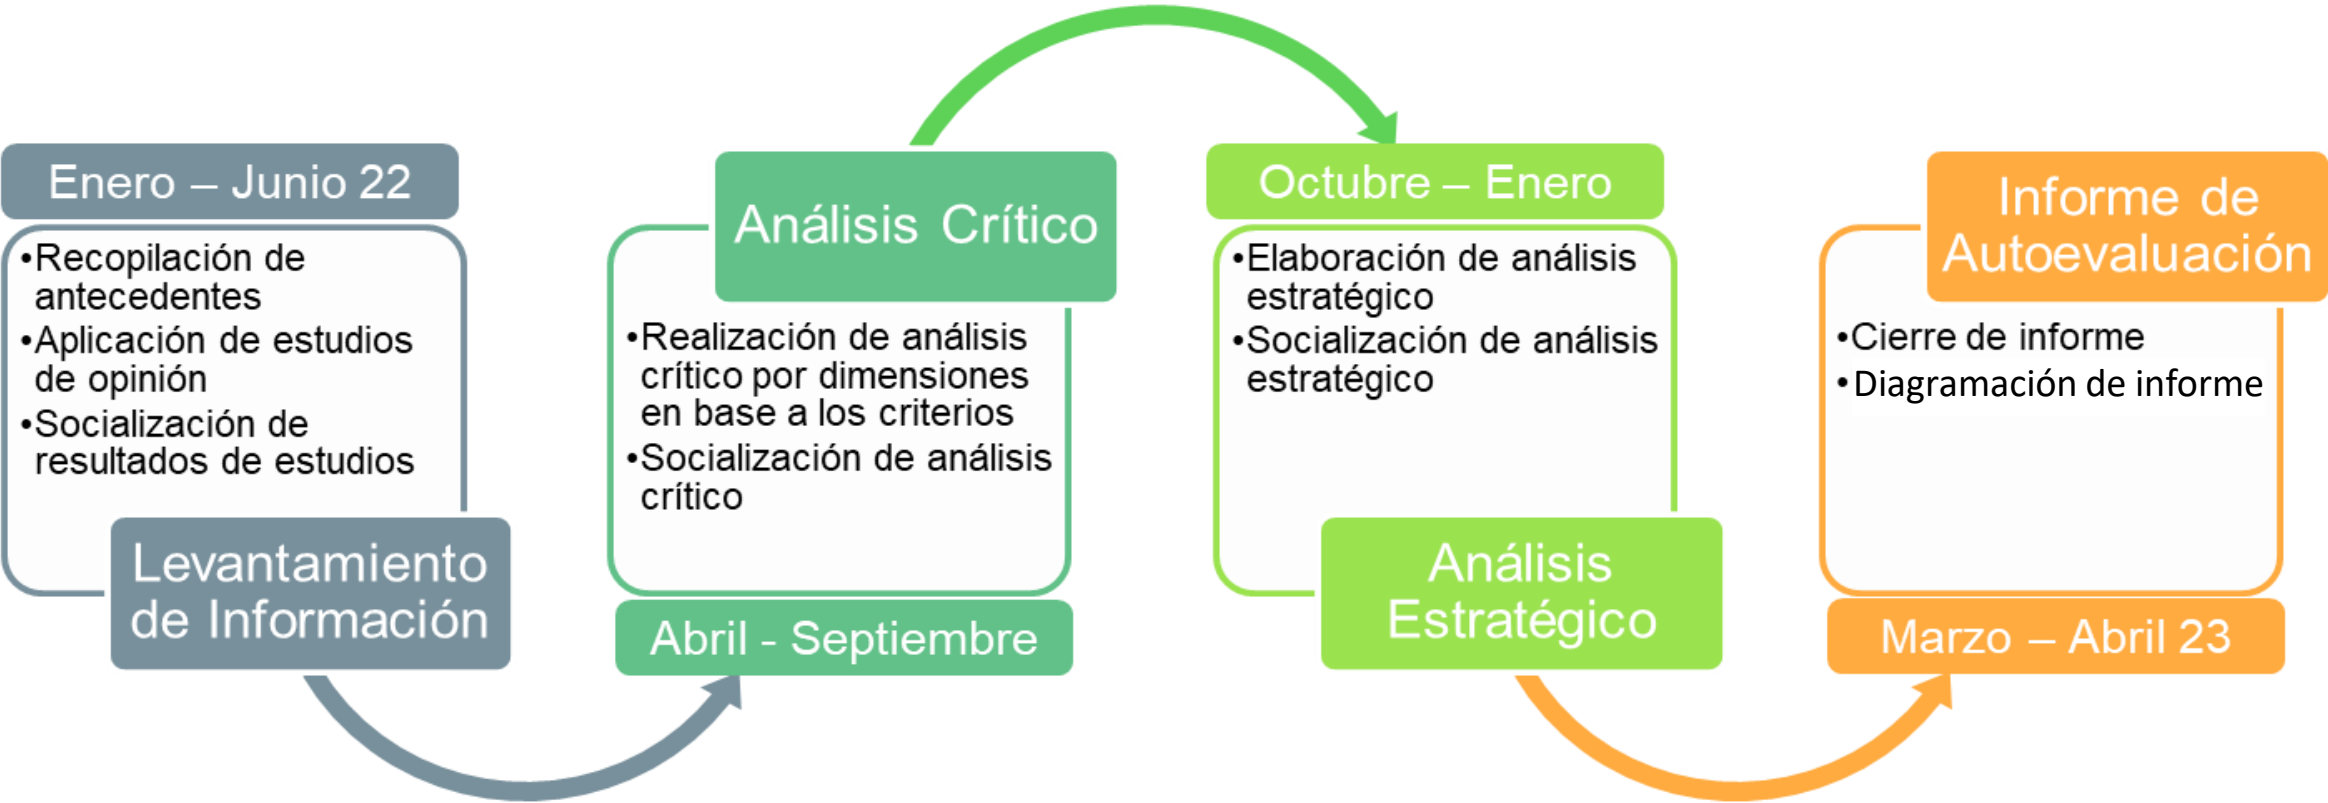 Enero – Junio 22
•Recopilación de
antecedentes
•Aplicación de estudios
de opinión
•Socialización de
resultados de estudios
Levantamiento
de Información
Análisis Crítico
•Realización de análisis
crítico por dimensiones
en base a los criterios
•Socialización de análisis
crítico
Abril - Septiembre
Octubre – Enero
•Elaboración de análisis
estratégico
•Socialización de análisis
estratégico
Análisis
Estratégico
Informe de
Autoevaluación
•Cierre de informe
•Diagramación de informe
Marzo – Abril 23